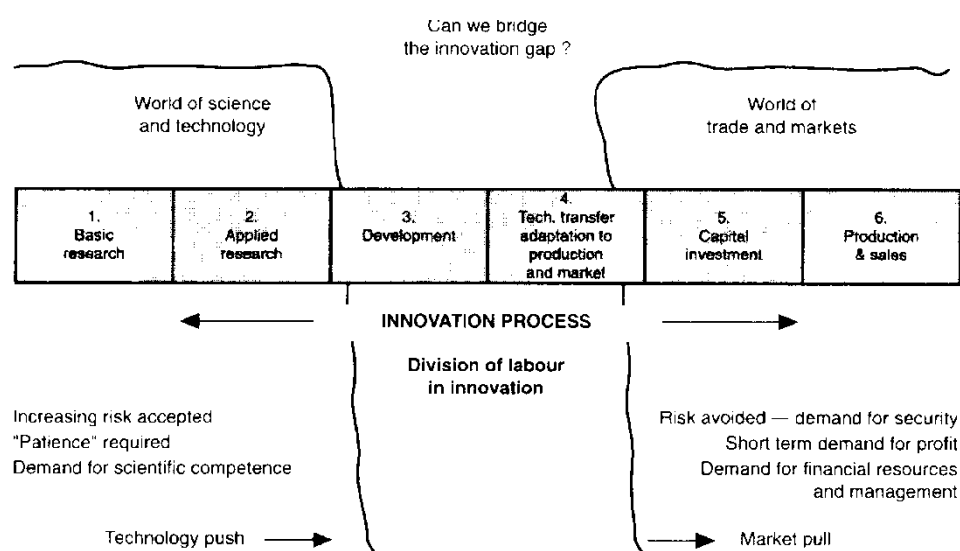 Can we bridge
the innovation gap ?
World of science
and technology
World of
trade and markets
1.
Basic
research
2.
Applied
research
3.
Development
4.
Tech. transfer
adaptation to
production
and market
5.
Capital
investment
6.
Production
& sales
INNOVATION PROCESS
Division of labour
in innovation
Increasing risk accepted
"Patience" required
Demand for scientific competence
Risk avoided — demand for security
Short term demand for profit
Demand for financial resources
and management
Technology push
Market pull